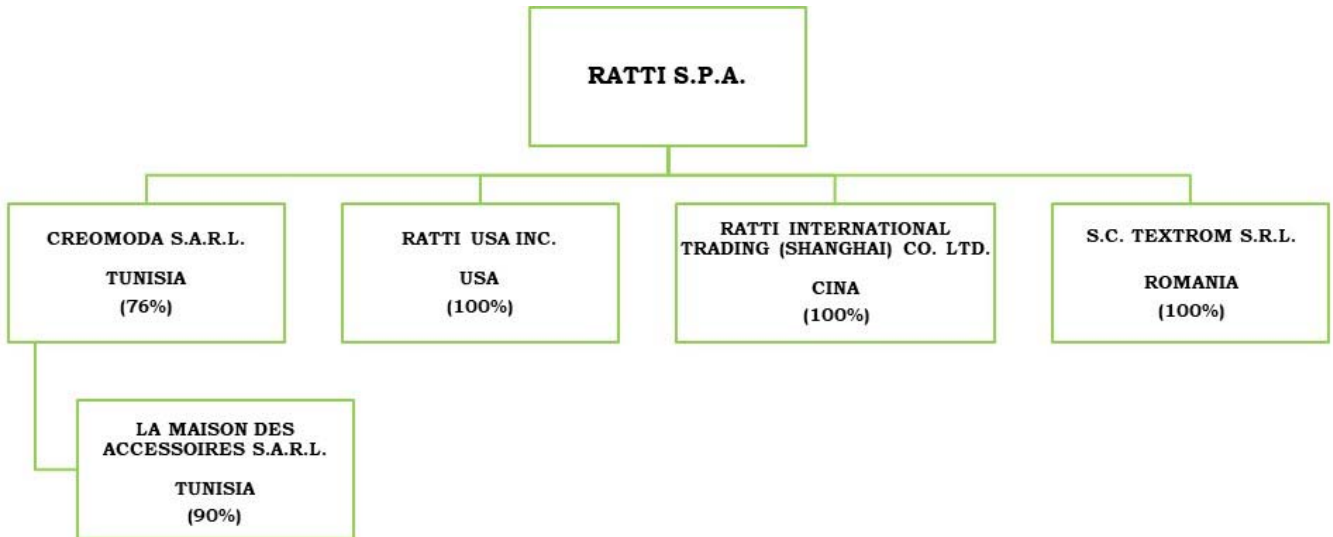 RATTI S.P.A.
CREOMODA S.A.R.L.
TUNISIA
(76%)
RATTI USA INC.
USA
(100%)
RATTI INTERNATIONAL
TRADING (SHANGHAI) CO. LTD.
CINA
(100%)
S.C. TEXTROM S.R.L.
ROMANIA
(100%)
LA MAISON DES
ACCESSOIRES S.A.R.L.
TUNISIA
(90%)